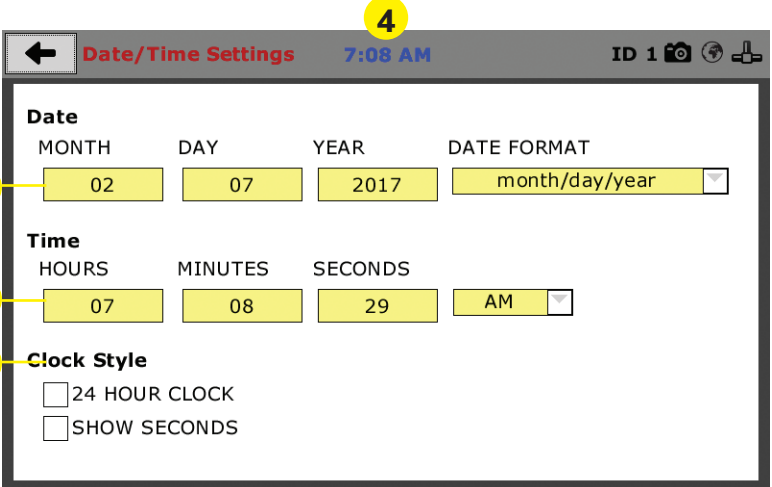 4
Date/Time Settings 7:08 AM ID 1
Date
MONTH DAY YEAR DATE FORMAT
02 07 2017 month/day/year
Time
HOURS MINUTES SECONDS
07 08 29 AM
Clock Style
24 HOUR CLOCK
SHOW SECONDS